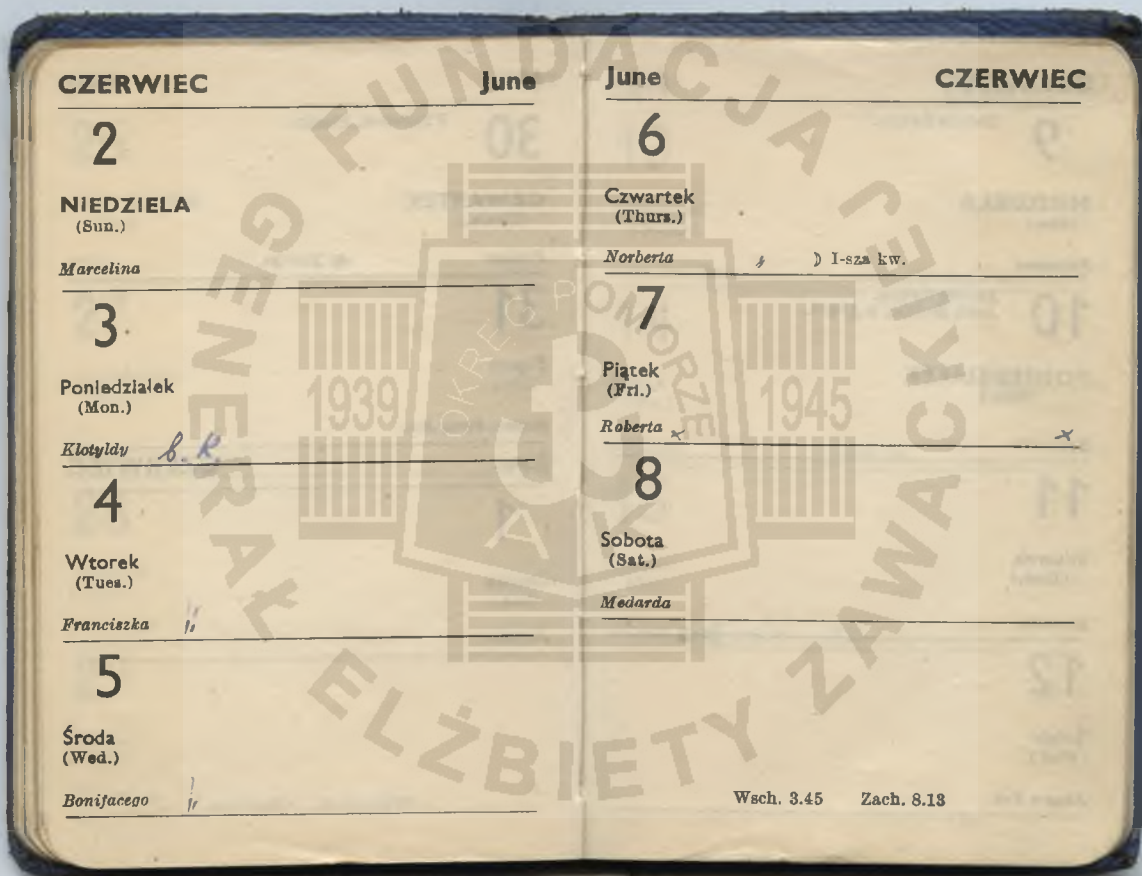 CZERWIEC June
2
NIEDZIELA
(Sun.)
Marcelina
3
Poniedziałek
(Mon.)
Klotyldy b. R.
4
Wtorek
(Tues.)
Franciszka "
5
Środa
(Wed.)
Bonifacego "
June CZERWIEC
6
Czwartek
(Thurs.)
Norberta " ☽ I-sza kw.
7
Piątek
(Fri.)
Roberta x x
8
Sobota
(Sat.)
Medarda
Wsch. 3.45 Zach. 8.13
FUNDACJA
GENERAŁ ELŻBIETY ZAWACKIEJ
OKRĘG POMORZE
1939
1945
AK